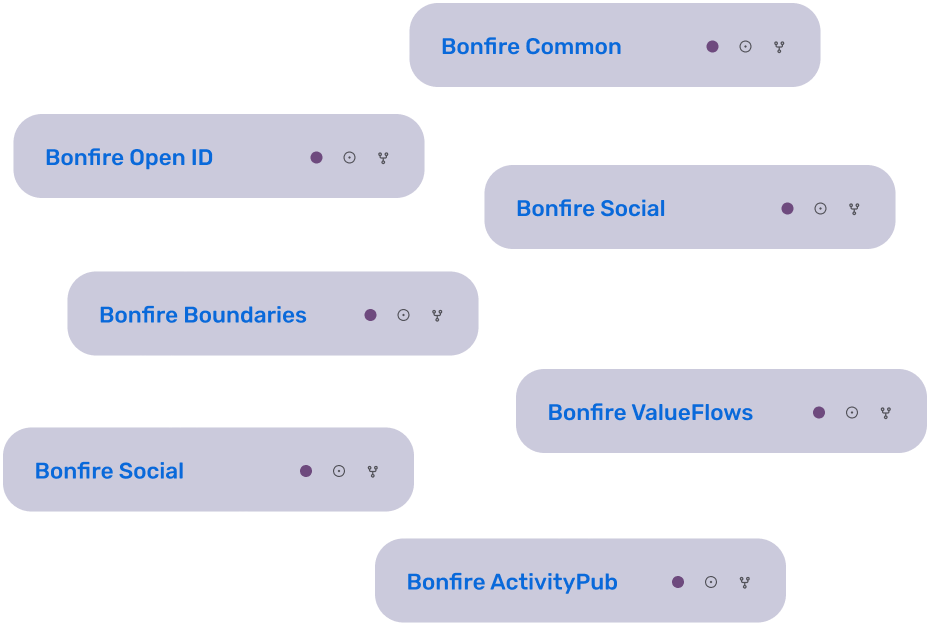 Bonfire Common
Bonfire Open ID
Bonfire Social
Bonfire Boundaries
Bonfire ValueFlows
Bonfire Social
Bonfire ActivityPub